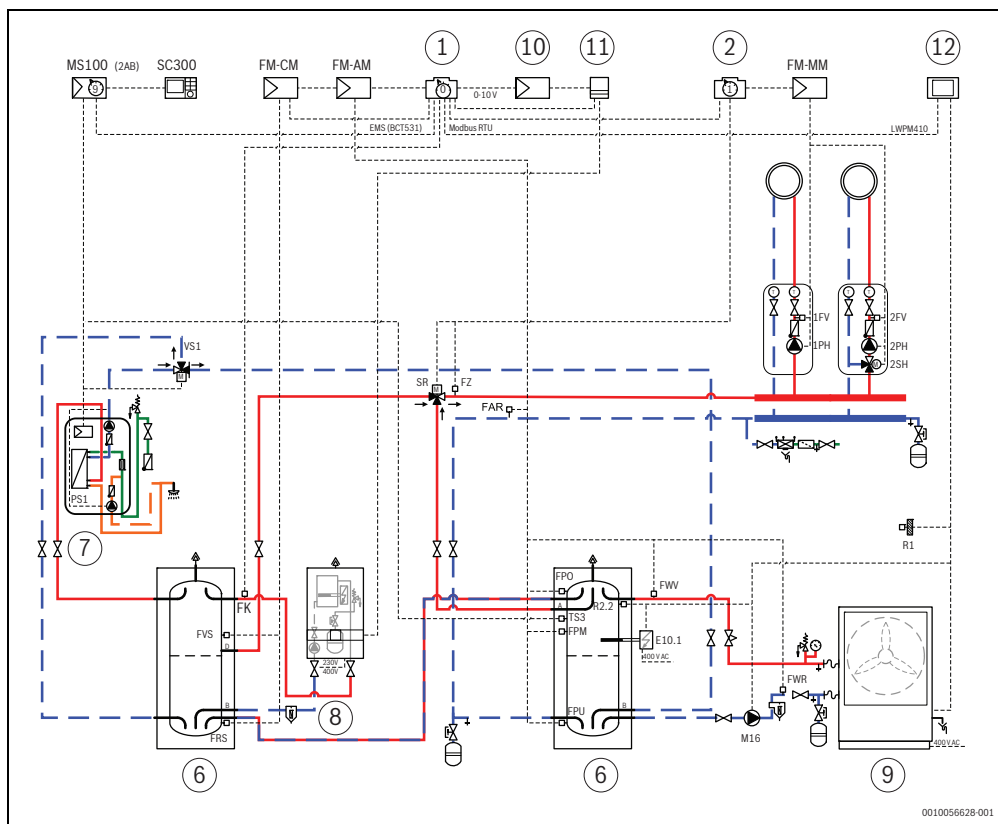 1
10
11
2
12
MS100 (2AB)
SC300
FM-CM
FM-AM
FM-MM
9
0
1
0-10 V
EMS (BCT531)
Modbus RTU
LWPM410
T
T
T
T
1FV
2FV
1PH
2PH
2SH
M
VS1
M
SR
M
FZ
FAR
PS1
7
R1
FK
FVS
D
B
FRS
6
230V
400V
8
FPO
A
R2.2
TS3
FPM
FWV
E10.1
400 V AC
FPU
B
6
FWR
M16
9
400 V AC
0010056628-001